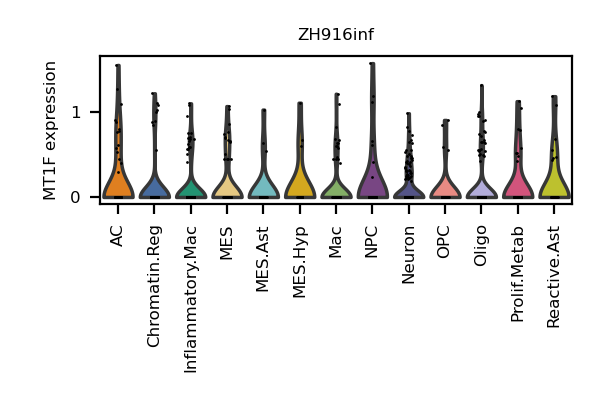 ZH916inf
MT1F expression
1
0
AC
Chromatin.Reg
Inflammatory.Mac
MES
MES.Ast
MES.Hyp
Mac
NPC
Neuron
OPC
Oligo
Prolif.Metab
Reactive.Ast